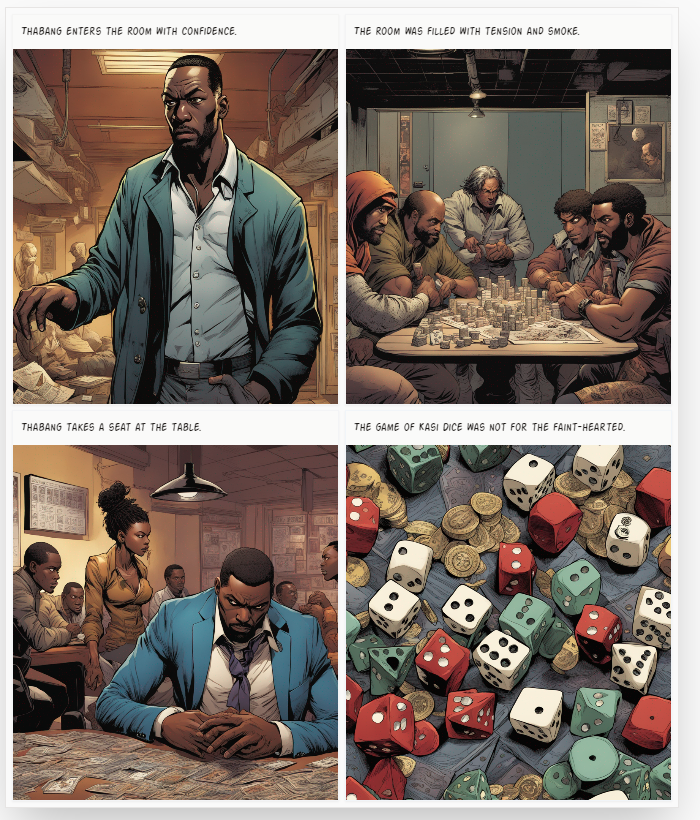 THABANG ENTERS THE ROOM WITH CONFIDENCE.
THE ROOM WAS FILLED WITH TENSION AND SMOKE.
THABANG TAKES A SEAT AT THE TABLE.
THE GAME OF KASI DICE WAS NOT FOR THE FAINT-HEARTED.